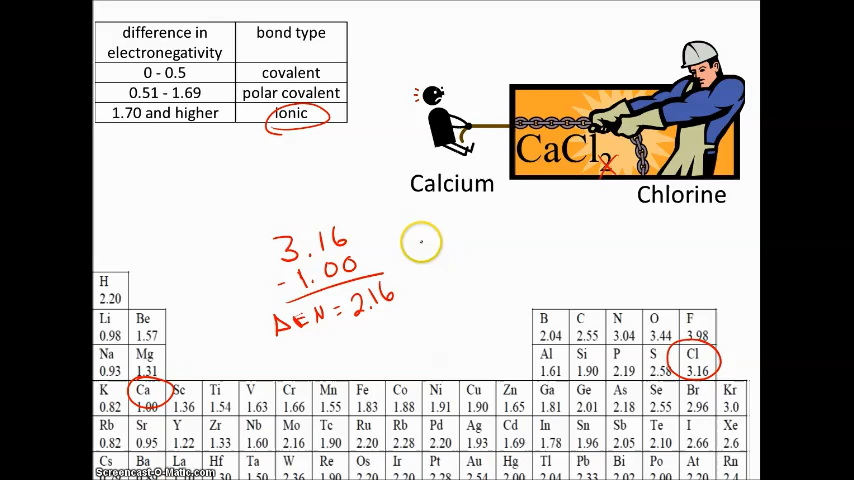 difference in electronegativity bond type
0 - 0.5 covalent
0.51 - 1.69 polar covalent
1.70 and higher ionic
CaCl2
Calcium
Chlorine
3.16
- 1.00
ΔEN = 2.16
H
2.20
Li Be B C N O F
0.98 1.57 2.04 2.55 3.04 3.44 3.98
Na Mg Al Si P S Cl
0.93 1.31 1.61 1.90 2.19 2.58 3.16
K Ca Sc Ti V Cr Mn Fe Co Ni Cu Zn Ga Ge As Se Br Kr
0.82 1.00 1.36 1.54 1.63 1.66 1.55 1.83 1.88 1.91 1.90 1.65 1.81 2.01 2.18 2.55 2.96 3.0
Rb Sr Y Zr Nb Mo Tc Ru Rh Pd Ag Cd In Sn Sb Te I Xe
0.82 0.95 1.22 1.33 1.60 2.16 1.90 2.20 2.28 2.20 1.93 1.69 1.78 1.96 2.05 2.10 2.66 2.6
Cs Ba La Hf Ta W Re Os Ir Pt Au Hg Tl Pb Bi Po At Rn
Screencast-O-Matic.com